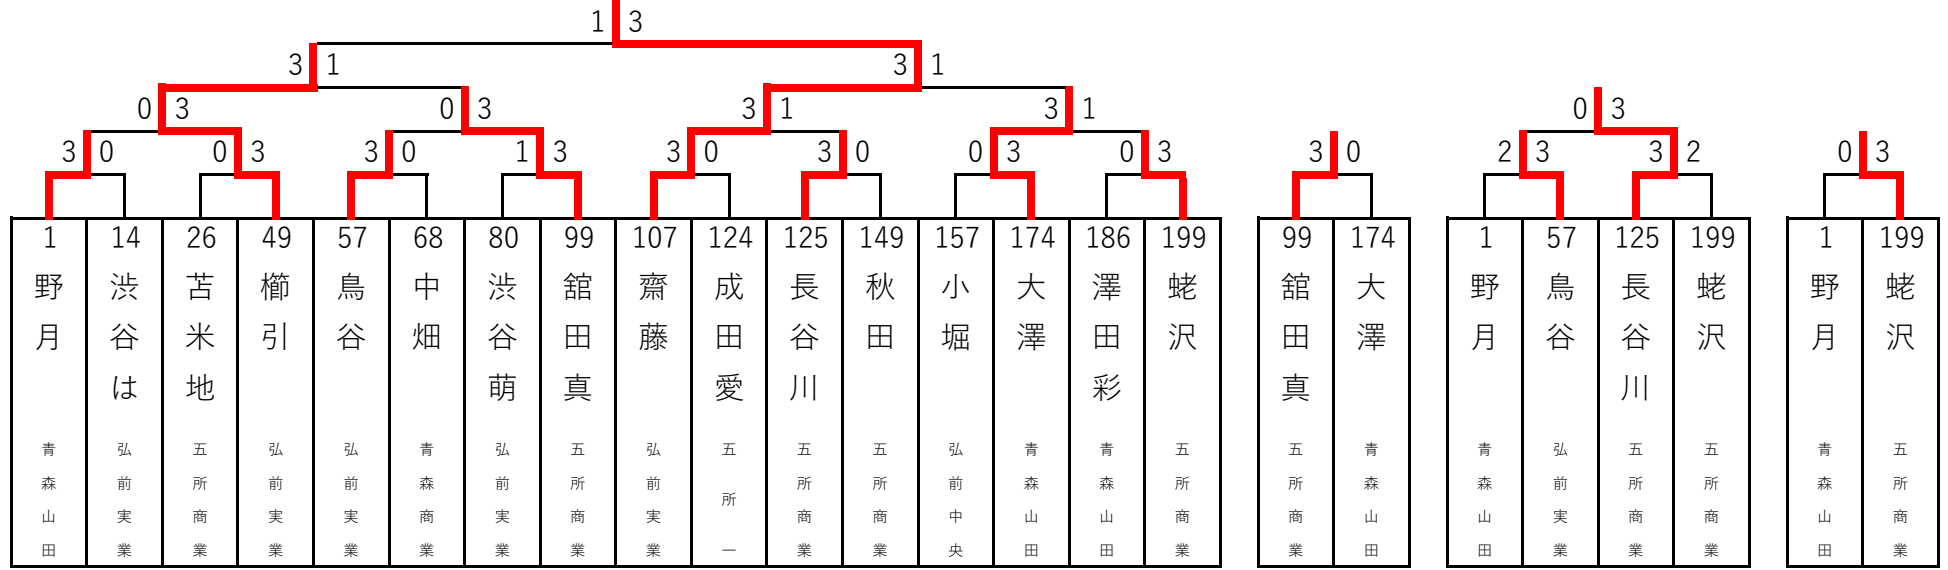 1 3
3 1 3 1
0 3 0 3 3 1 3 1 0 3
3 0 0 3 3 0 1 3 3 0 3 0 0 3 0 3 3 0 2 3 3 2 0 3
1 14 26 49 57 68 80 99 107 124 125 149 157 174 186 199 99 174 1 57 125 199 1 199
野月
渋谷は
苫米地
櫛引
鳥谷
中畑
渋谷萌
舘田真
齋藤
成田愛
長谷川
秋田
小堀
大澤
澤田彩
蛯沢
舘田真
大澤
野月
鳥谷
長谷川
蛯沢
野月
蛯沢
青森山田
弘前実業
五所商業
弘前実業
弘前実業
青森商業
弘前実業
五所商業
弘前実業
五所一
五所商業
五所商業
弘前中央
青森山田
青森山田
五所商業
五所商業
青森山田
青森山田
弘前実業
五所商業
五所商業
青森山田
五所商業